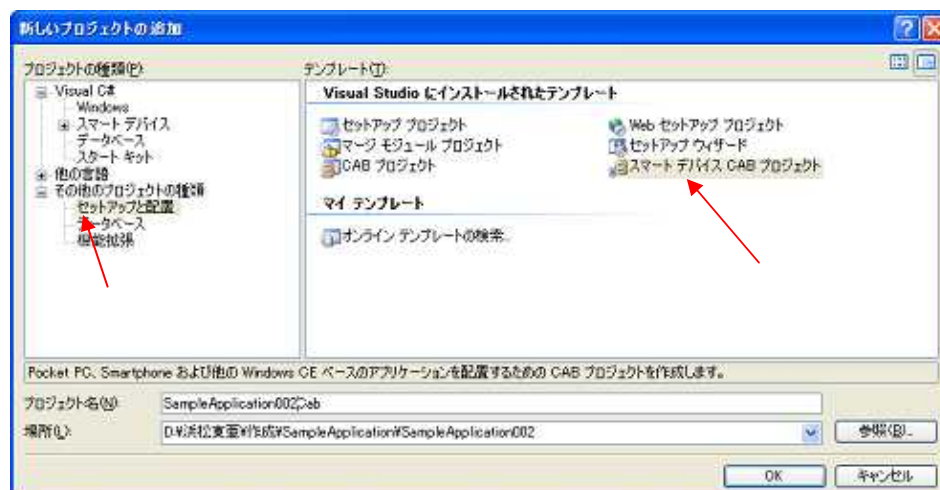 新しいプロジェクトの追加
プロジェクトの種類(P):
Visual C#
Windows
スマート デバイス
データベース
スタート キット
他の言語
その他のプロジェクトの種類
セットアップと配置
データベース
機能拡張
テンプレート(T):
Visual Studio にインストールされたテンプレート
セットアップ プロジェクト
Web セットアップ プロジェクト
マージ モジュール プロジェクト
セットアップ ウィザード
CAB プロジェクト
スマート デバイス CAB プロジェクト
マイ テンプレート
オンライン テンプレートの検索...
Pocket PC、Smartphone および他の Windows CE ベースのアプリケーションを配置するための CAB プロジェクトを作成します。
プロジェクト名(N):
SampleApplication002Cab
場所(L):
D:¥浜松東亜¥作成¥SampleApplication¥SampleApplication002
参照(B)...
OK
キャンセル